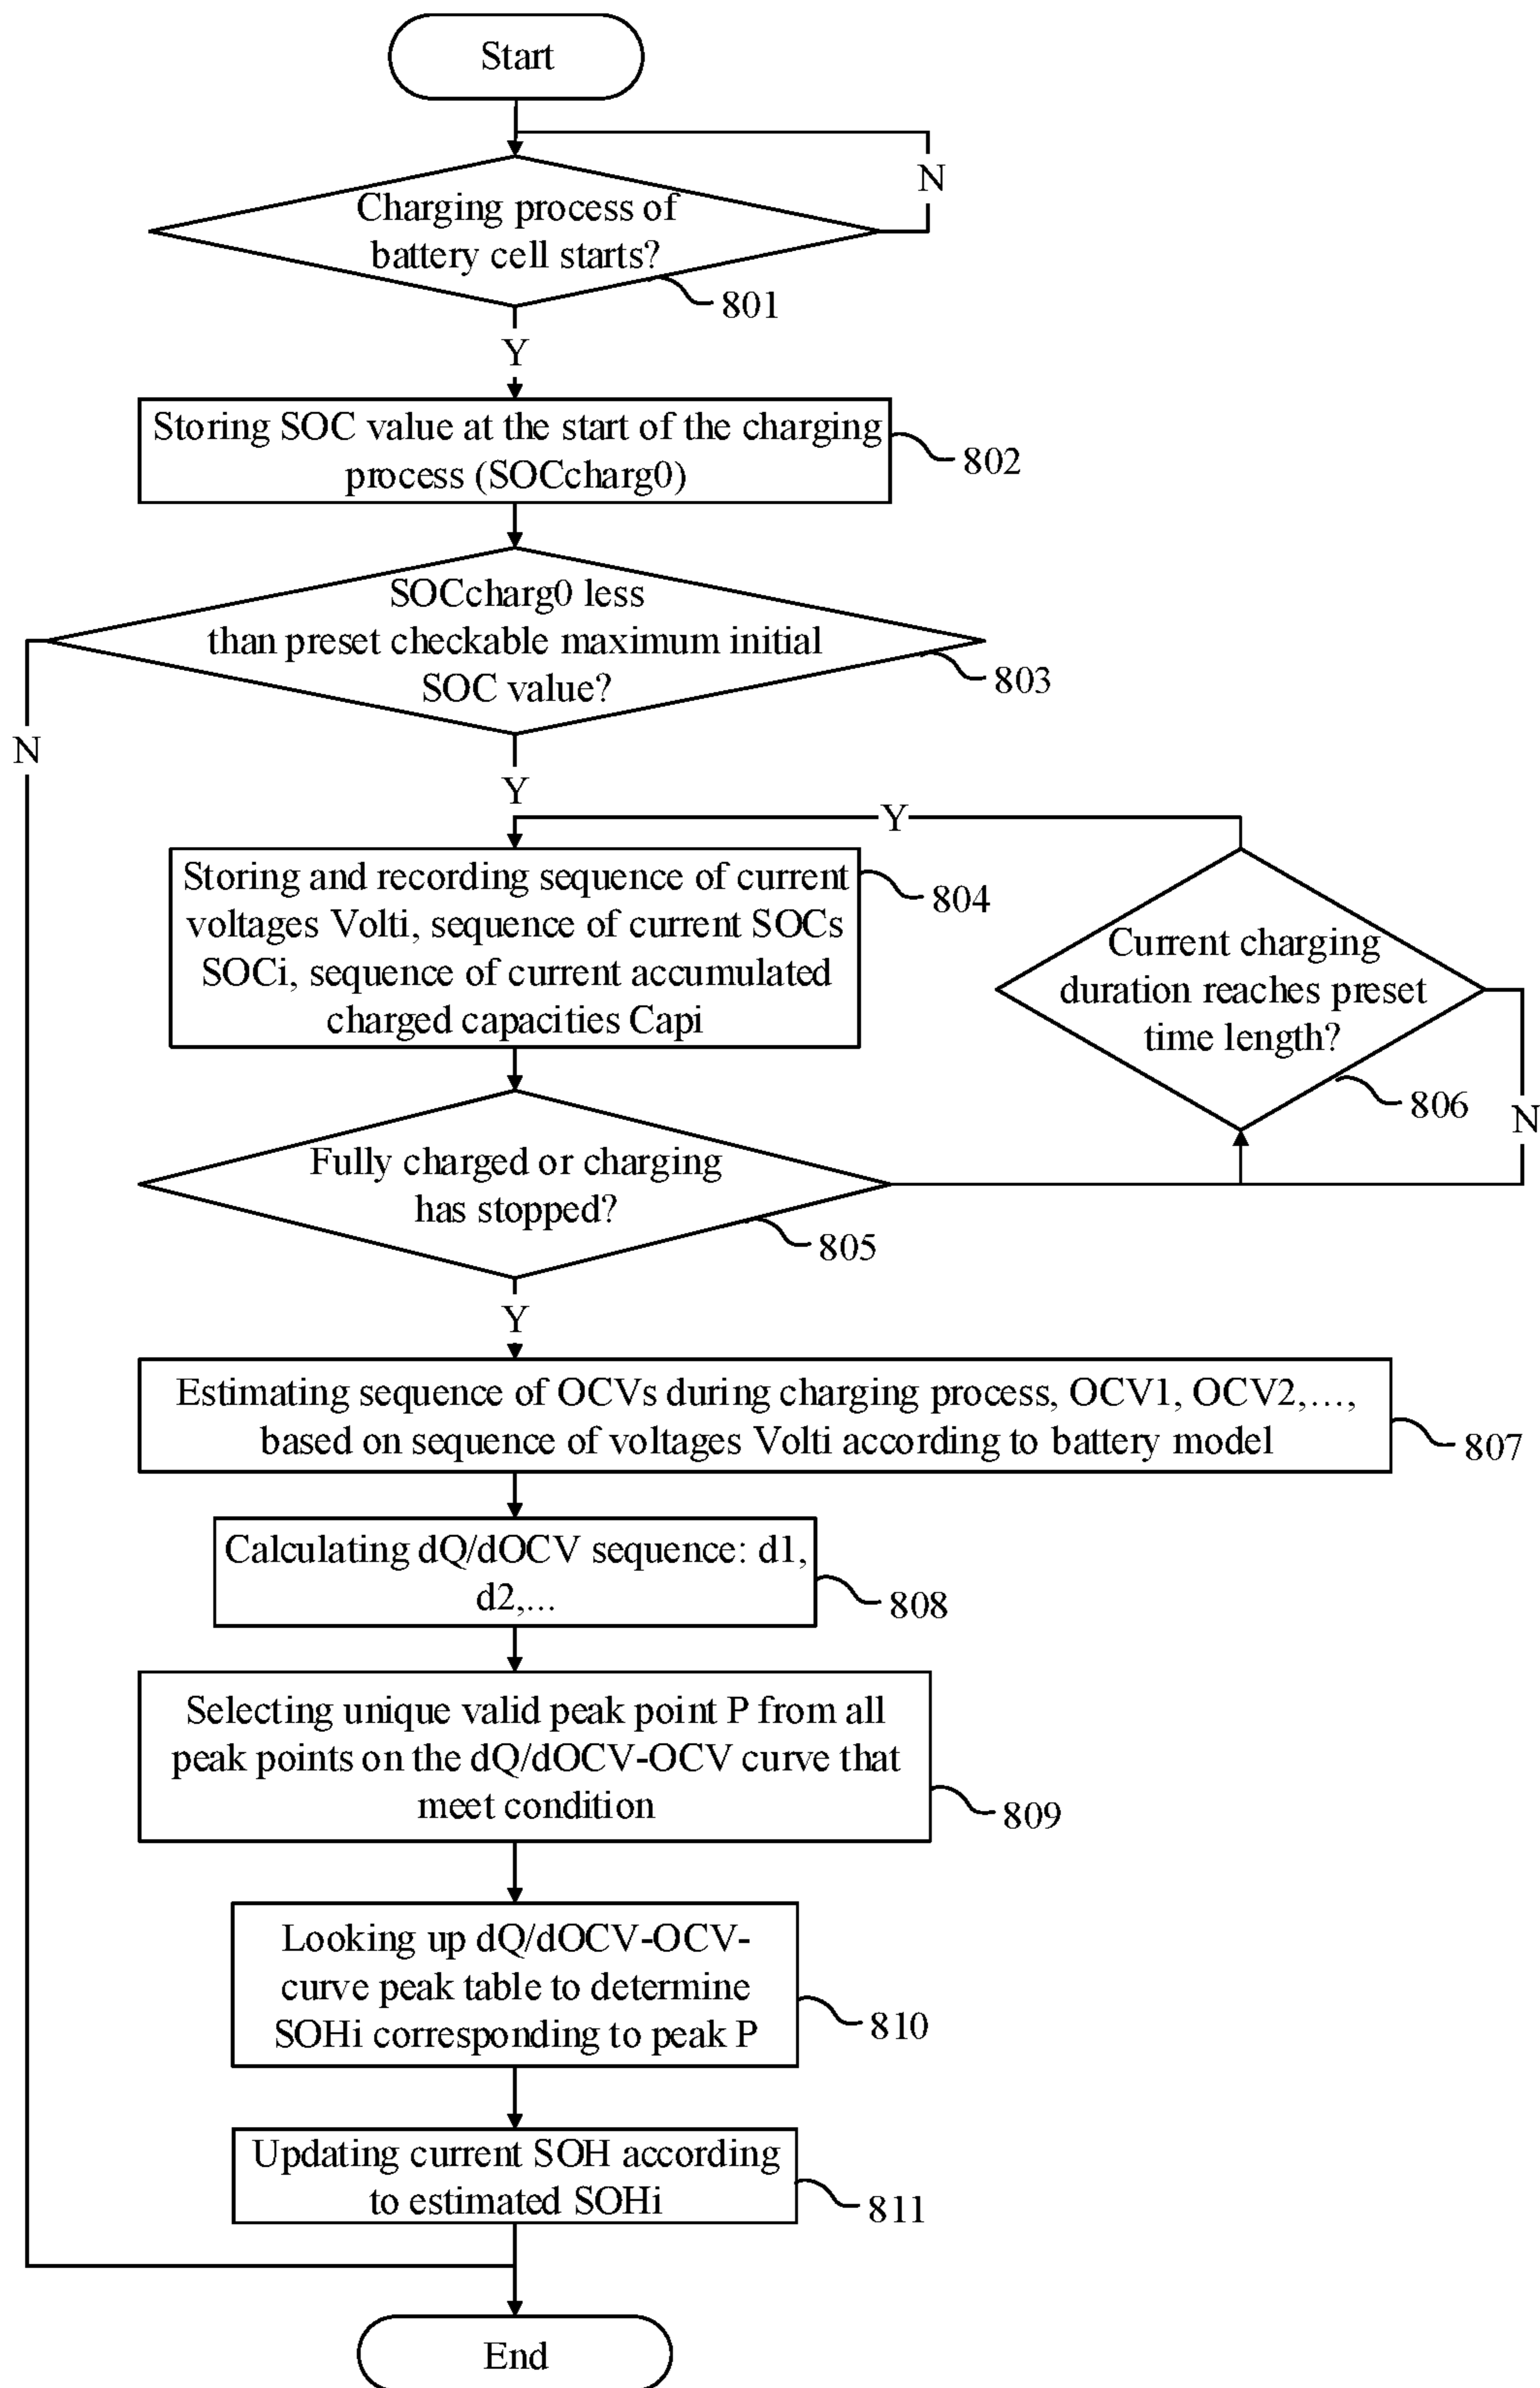 Start
N
Charging process of
battery cell starts?
801
Y
Storing SOC value at the start of the charging
process (SOCcharg0)
802
SOCcharg0 less
than preset checkable maximum initial
SOC value?
803
N
Y
Y
Storing and recording sequence of current
voltages Volti, sequence of current SOCs
SOCi, sequence of current accumulated
charged capacities Capi
804
Current charging
duration reaches preset
time length?
806
N
Fully charged or charging
has stopped?
805
Y
Estimating sequence of OCVs during charging process, OCV1, OCV2,...,
based on sequence of voltages Volti according to battery model
807
Calculating dQ/dOCV sequence: d1,
d2,...
808
Selecting unique valid peak point P from all
peak points on the dQ/dOCV-OCV curve that
meet condition
809
Looking up dQ/dOCV-OCV-
curve peak table to determine
SOHi corresponding to peak P
810
Updating current SOH according
to estimated SOHi
811
End